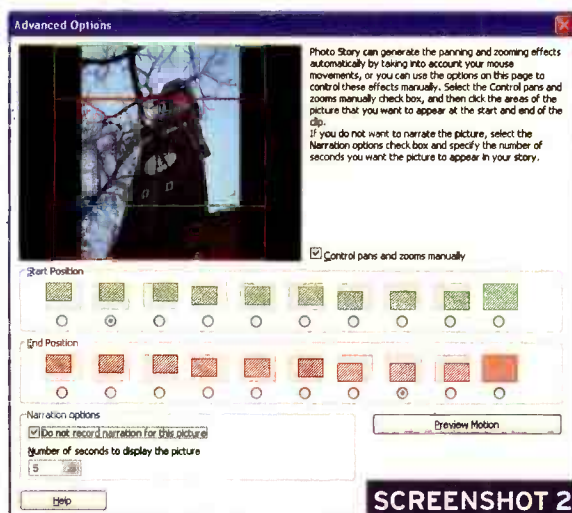 Advanced Options
Photo Story can generate the panning and zooming effects
automatically by taking into account your mouse
movements, or you can use the options on this page to
control these effects manually. Select the Control pans and
zooms manually check box, and then click the areas of the
picture that you want to appear at the start and end of the
clip.
If you do not want to narrate the picture, select the
Narration options check box and specify the number of
seconds you want the picture to appear in your story.
Control pans and zooms manually
Start Position
End Position
Narration options
Do not record narration for this picture
Number of seconds to display the picture
5
Preview Motion
Help
SCREENSHOT 2